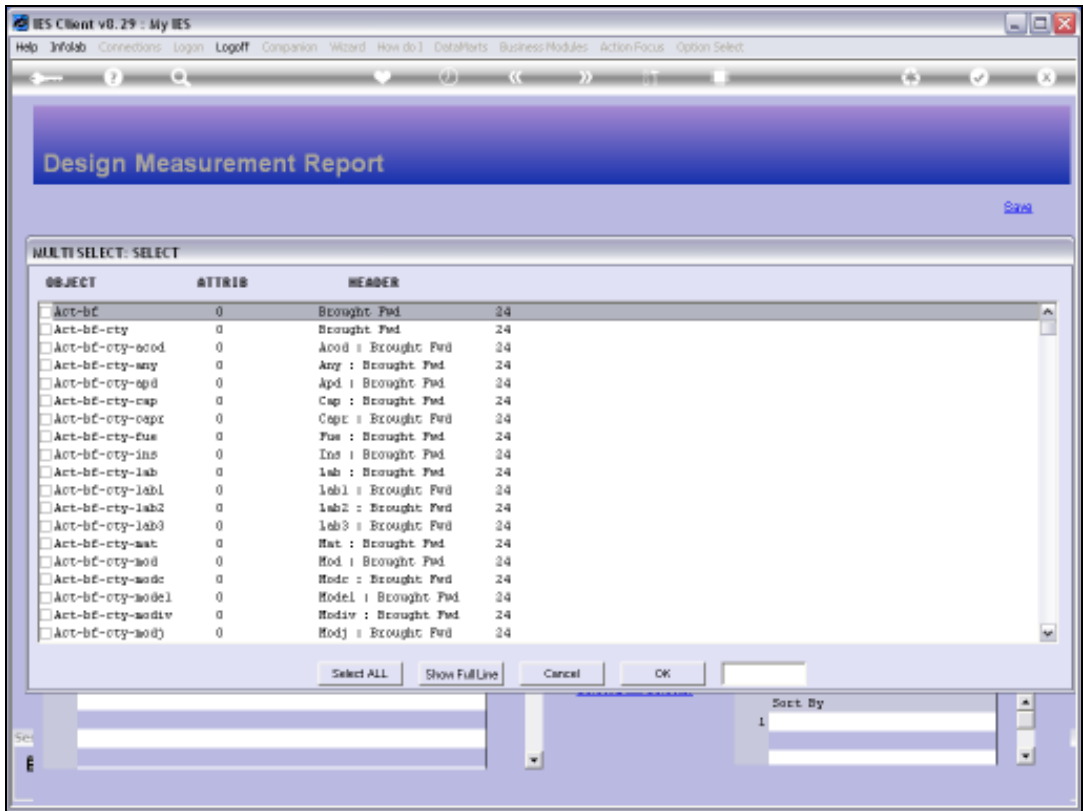 IES Client v8.29 : My IES
Help Infolab Connections Logon Logoff Companion Wizard How do I DataMarts Business Modules Action Focus Option Select
Design Measurement Report
Save
MULTI SELECT: SELECT
OBJECT ATTRIB HEADER
Act-bf 0 Brought Fwd 24
Act-bf-cty 0 Brought Fwd 24
Act-bf-cty-acod 0 Acod : Brought Fwd 24
Act-bf-cty-any 0 Any : Brought Fwd 24
Act-bf-cty-apd 0 Apd : Brought Fwd 24
Act-bf-cty-cap 0 Cap : Brought Fwd 24
Act-bf-cty-capr 0 Capr : Brought Fwd 24
Act-bf-cty-fue 0 Fue : Brought Fwd 24
Act-bf-cty-ins 0 Ins : Brought Fwd 24
Act-bf-cty-lab 0 lab : Brought Fwd 24
Act-bf-cty-lab1 0 lab1 : Brought Fwd 24
Act-bf-cty-lab2 0 lab2 : Brought Fwd 24
Act-bf-cty-lab3 0 lab3 : Brought Fwd 24
Act-bf-cty-mat 0 Mat : Brought Fwd 24
Act-bf-cty-mod 0 Mod : Brought Fwd 24
Act-bf-cty-modc 0 Modc : Brought Fwd 24
Act-bf-cty-model 0 Model : Brought Fwd 24
Act-bf-cty-modiv 0 Modiv : Brought Fwd 24
Act-bf-cty-modj 0 Modj : Brought Fwd 24
Select ALL Show Full Line Cancel OK
Sort By
1